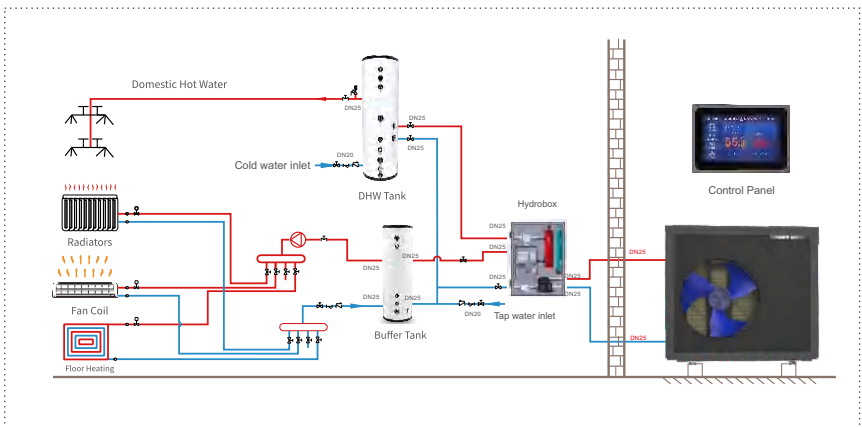 Domestic Hot Water
DN25
DN25
DN20
DN25
Cold water inlet
DHW Tank
Control Panel
Hydrobox
DN25
DN25
DN25
Radiators
DN25
DN25
DN25
DN25
DN25
DN25
DN25
Fan Coil
DN20
Tap water inlet
Buffer Tank
DN25
Floor Heating